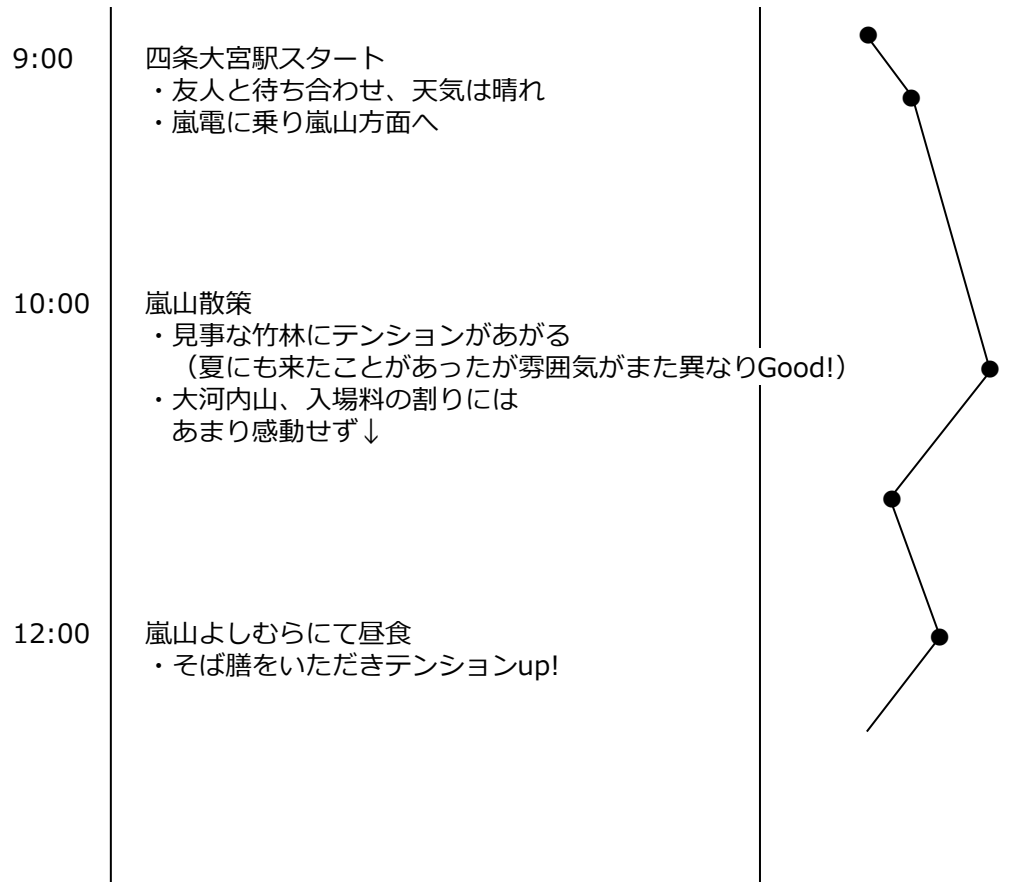 9:00 四条大宮駅スタート
・友人と待ち合わせ、天気は晴れ
・嵐電に乗り嵐山方面へ
10:00 嵐山散策
・見事な竹林にテンションがあがる
（夏にも来たことがあったが雰囲気がまた異なりGood!）
・大河内山、入場料の割りには
あまり感動せず↓
12:00 嵐山よしむらにて昼食
・そば膳をいただきテンションup!